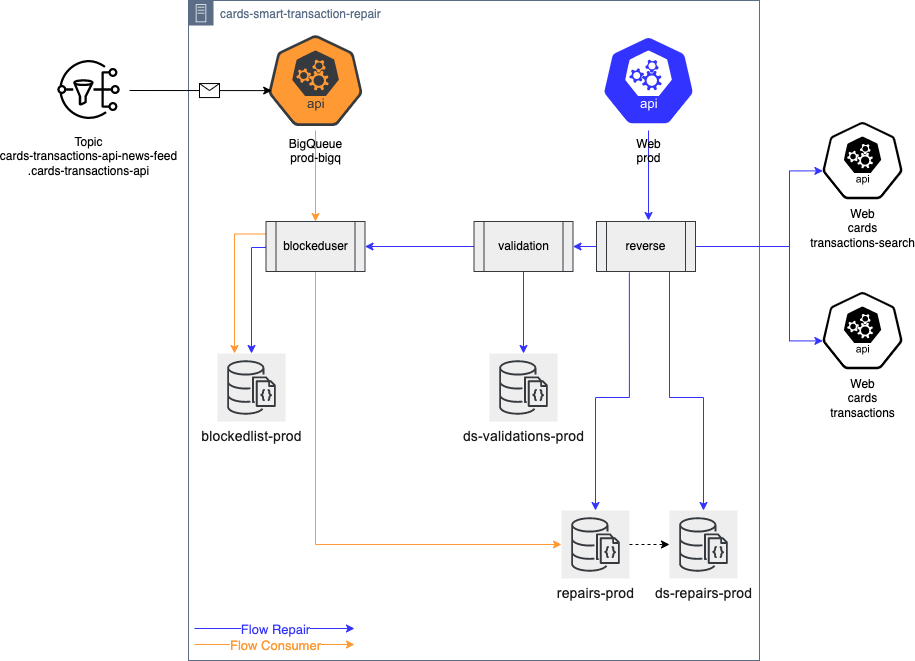 cards-smart-transaction-repair
api
api
Topic
cards-transactions-api-news-feed
.cards-transactions-api
BigQueue
prod-bigq
Web
prod
api
Web
cards
transactions-search
blockeduser
validation
reverse
api
Web
cards
transactions
{}
{}
blockedlist-prod
ds-validations-prod
{}
{}
repairs-prod
ds-repairs-prod
Flow Repair
Flow Consumer